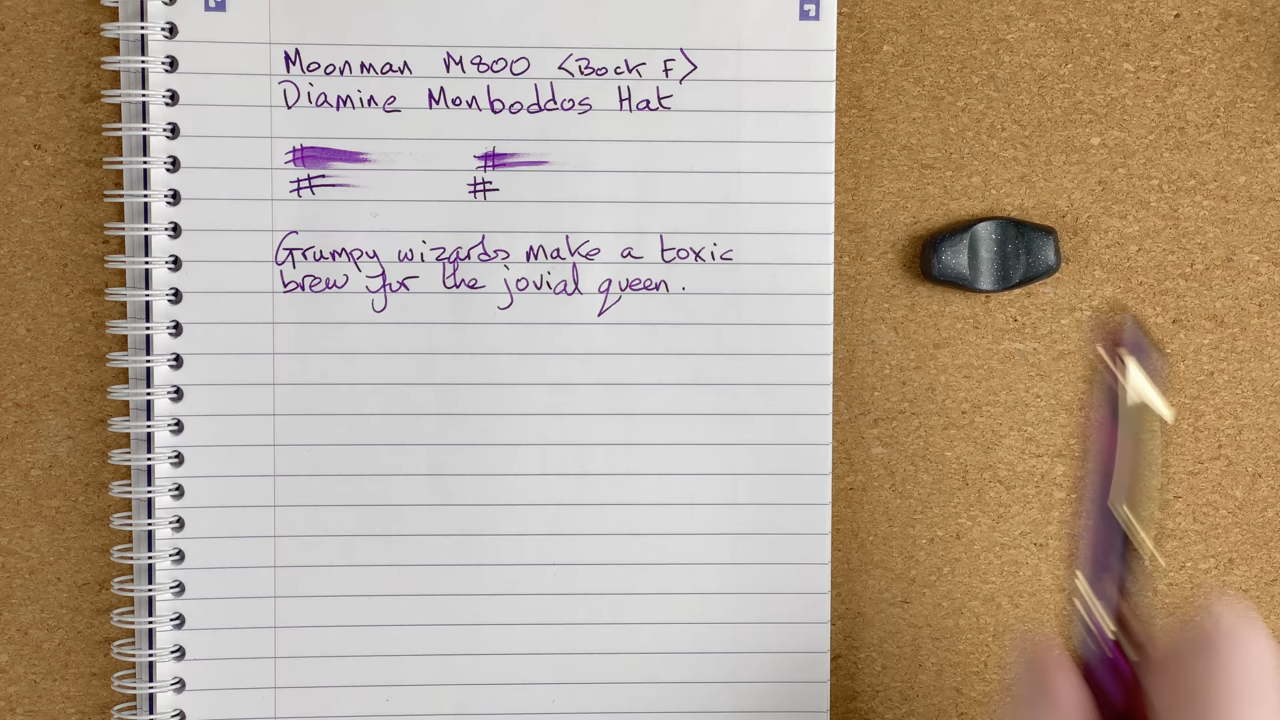 Moonman M800 <Bock F>
Diamine Monboddos Hat
# #
# #
Grumpy wizards make a toxic
brew for the jovial queen.